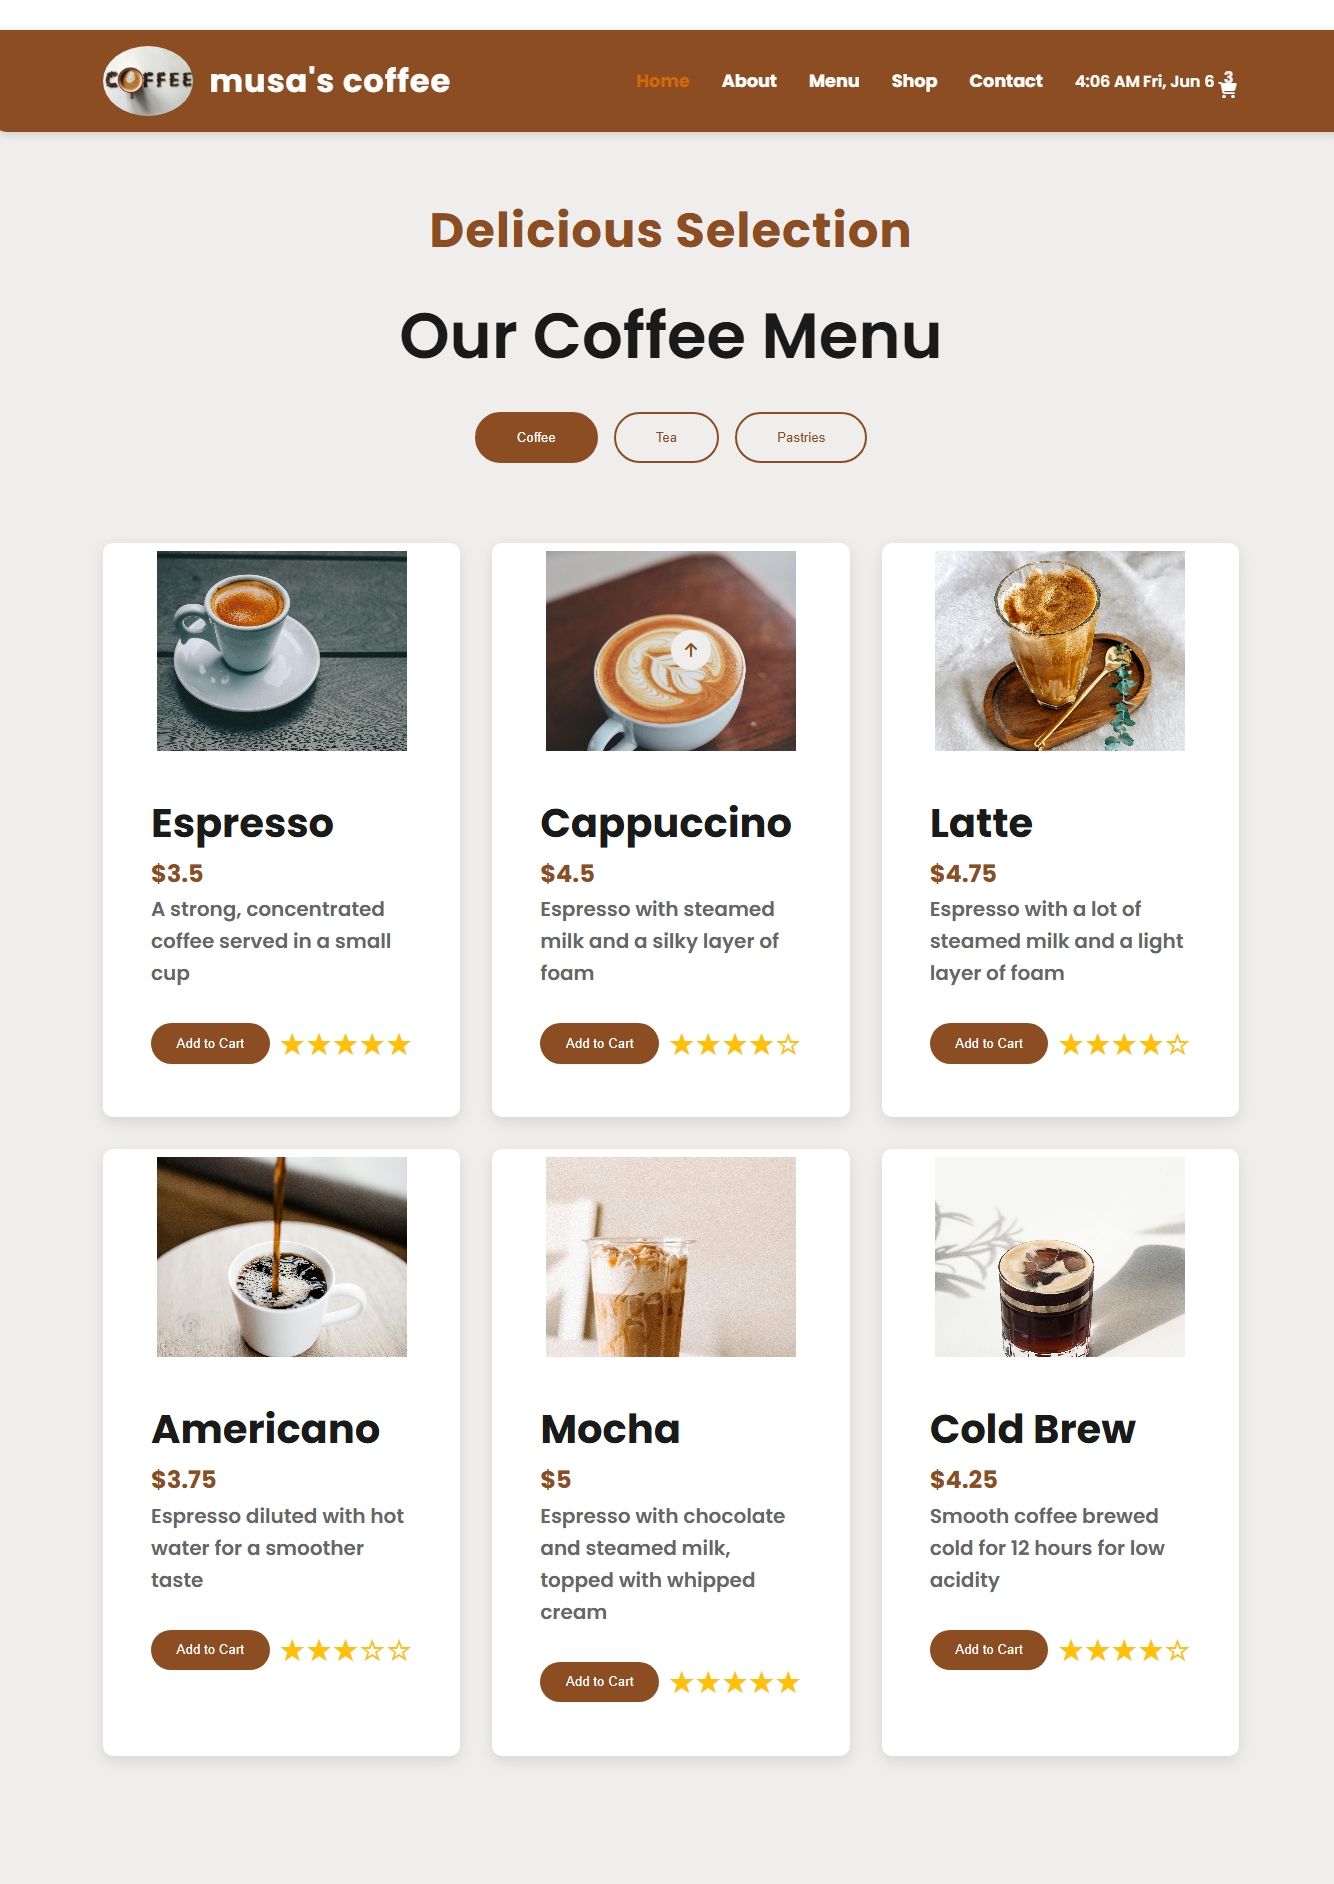 COFFEE
musa's coffee
Home About Menu Shop Contact 4:06 AM Fri, Jun 6 3
Delicious Selection
Our Coffee Menu
Coffee Tea Pastries
Espresso
$3.5
A strong, concentrated
coffee served in a small
cup
Add to Cart
Cappuccino
$4.5
Espresso with steamed
milk and a silky layer of
foam
Add to Cart
Latte
$4.75
Espresso with a lot of
steamed milk and a light
layer of foam
Add to Cart
Americano
$3.75
Espresso diluted with hot
water for a smoother
taste
Add to Cart
Mocha
$5
Espresso with chocolate
and steamed milk,
topped with whipped
cream
Add to Cart
Cold Brew
$4.25
Smooth coffee brewed
cold for 12 hours for low
acidity
Add to Cart